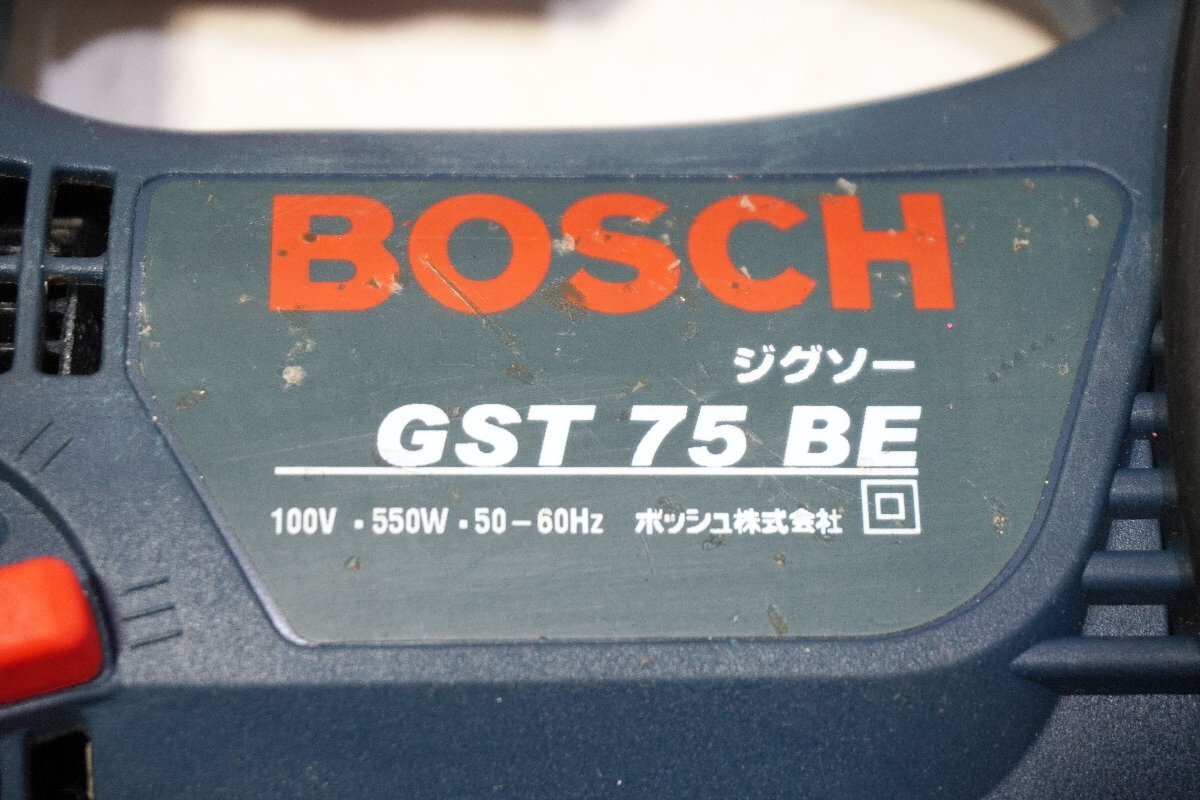 BOSCH
ジグソー
GST 75 BE
100V・550W・50－60Hz ボッシュ株式会社